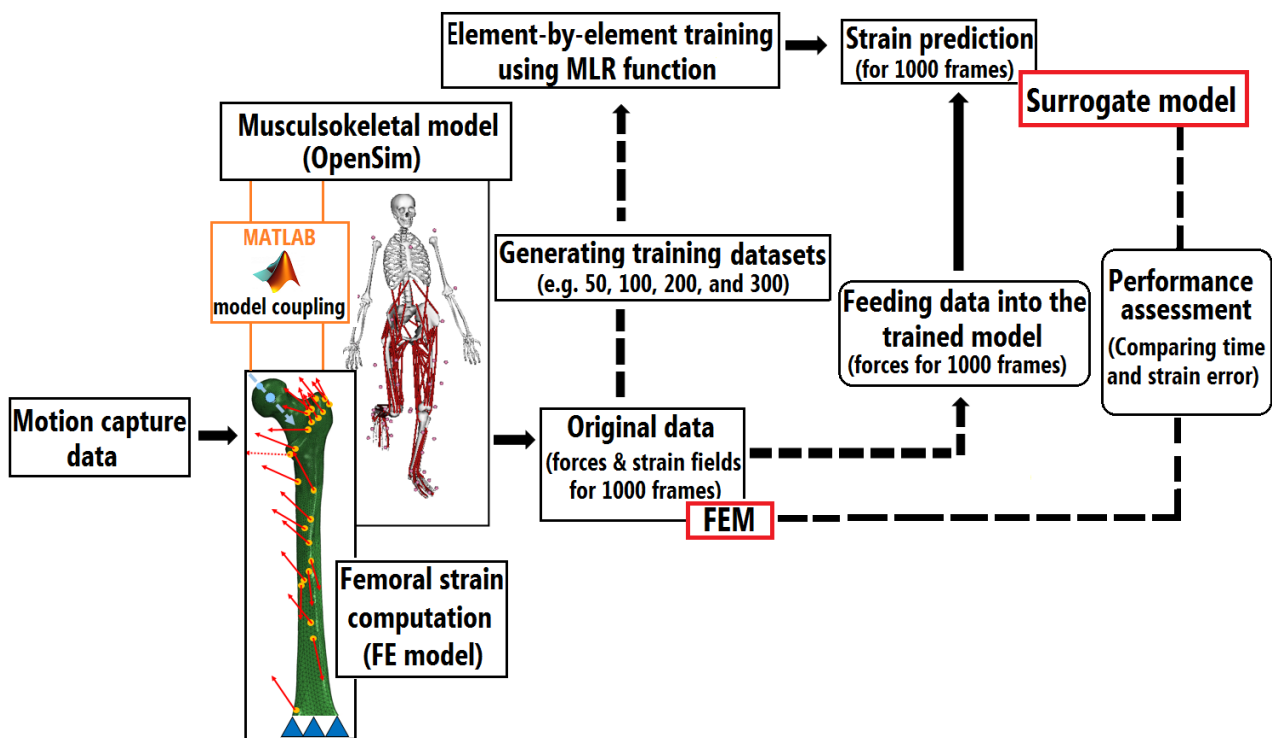 Element-by-element training
using MLR function
Strain prediction
(for 1000 frames)
Surrogate model
Musculsokeletal model
(OpenSim)
MATLAB
model coupling
Generating training datasets
(e.g. 50, 100, 200, and 300)
Feeding data into the
trained model
(forces for 1000 frames)
Performance
assessment
(Comparing time
and strain error)
Motion capture
data
Original data
(forces & strain fields
for 1000 frames)
FEM
Femoral strain
computation
(FE model)